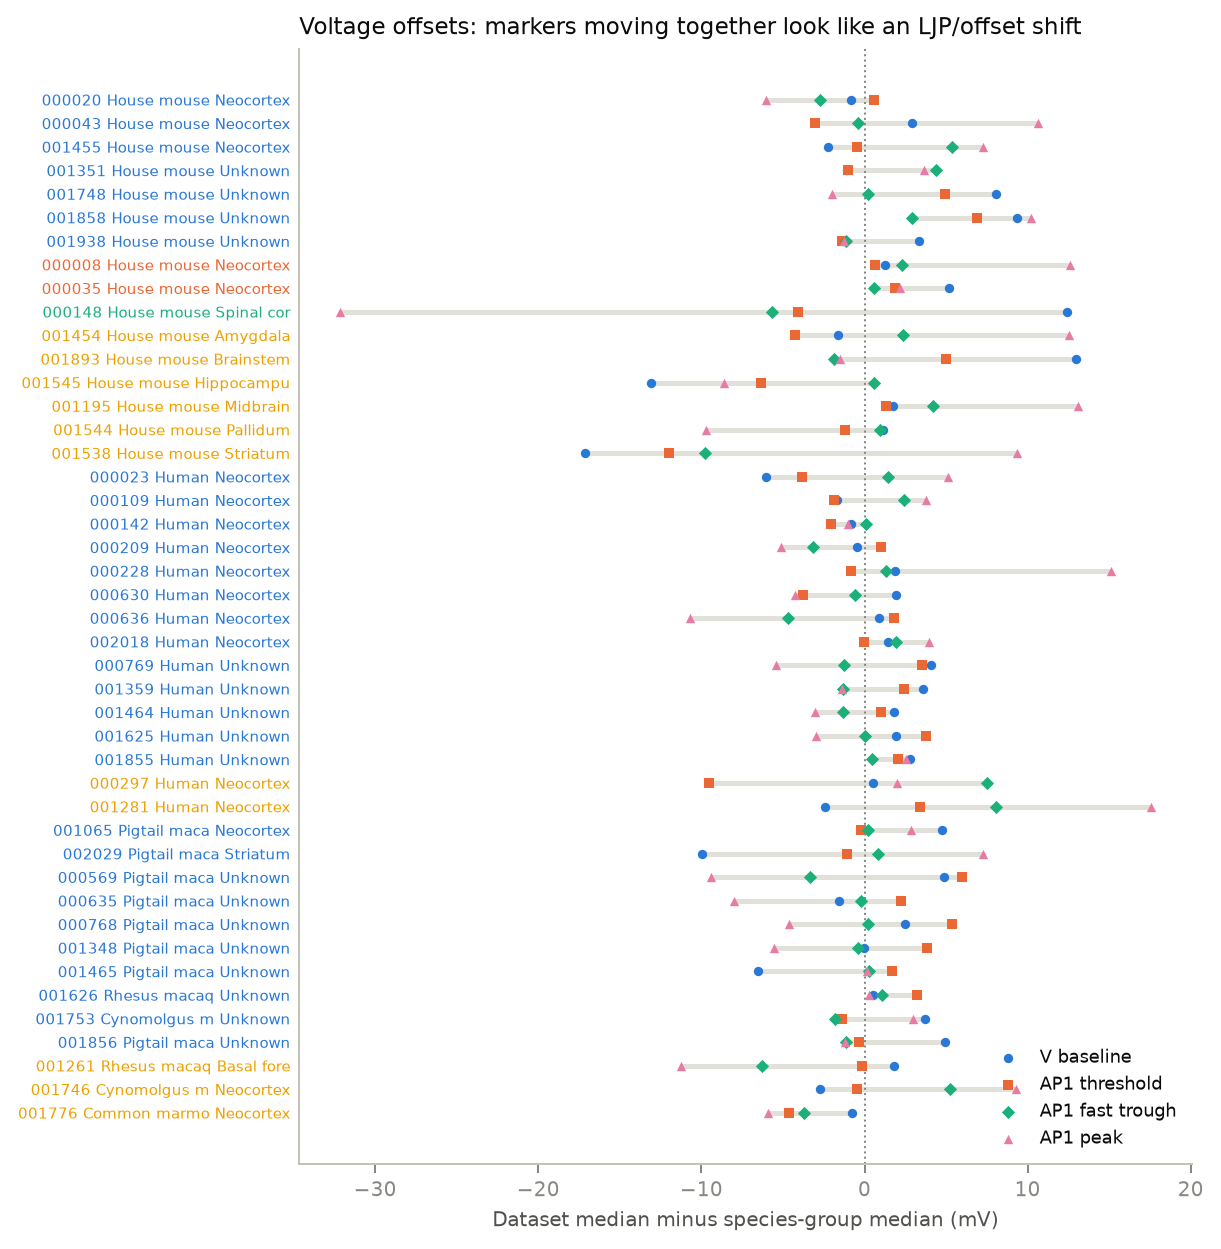 Voltage offsets: markers moving together look like an LJP/offset shift
000020 House mouse Neocortex
000043 House mouse Neocortex
001455 House mouse Neocortex
001351 House mouse Unknown
001748 House mouse Unknown
001858 House mouse Unknown
001938 House mouse Unknown
000008 House mouse Neocortex
000035 House mouse Neocortex
000148 House mouse Spinal cor
001454 House mouse Amygdala
001893 House mouse Brainstem
001545 House mouse Hippocampu
001195 House mouse Midbrain
001544 House mouse Pallidum
001538 House mouse Striatum
000023 Human Neocortex
000109 Human Neocortex
000142 Human Neocortex
000209 Human Neocortex
000228 Human Neocortex
000630 Human Neocortex
000636 Human Neocortex
002018 Human Neocortex
000769 Human Unknown
001359 Human Unknown
001464 Human Unknown
001625 Human Unknown
001855 Human Unknown
000297 Human Neocortex
001281 Human Neocortex
001065 Pigtail maca Neocortex
002029 Pigtail maca Striatum
000569 Pigtail maca Unknown
000635 Pigtail maca Unknown
000768 Pigtail maca Unknown
001348 Pigtail maca Unknown
001465 Pigtail maca Unknown
001626 Rhesus macaq Unknown
001753 Cynomolgus m Unknown
001856 Pigtail maca Unknown
001261 Rhesus macaq Basal fore
001746 Cynomolgus m Neocortex
001776 Common marmo Neocortex
V baseline
AP1 threshold
AP1 fast trough
AP1 peak
−30 −20 −10 0 10 20
Dataset median minus species-group median (mV)